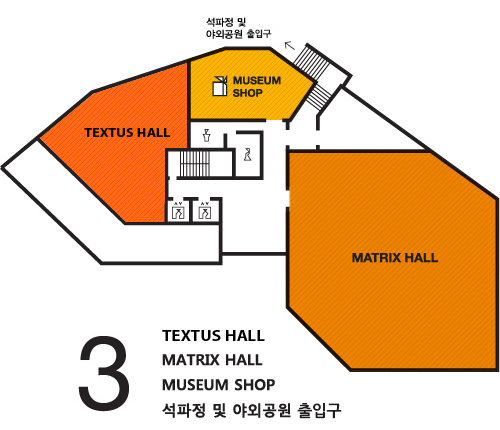 석파정 및
야외공원 출입구
MUSEUM
SHOP
TEXTUS HALL
MATRIX HALL
3
TEXTUS HALL
MATRIX HALL
MUSEUM SHOP
석파정 및 야외공원 출입구